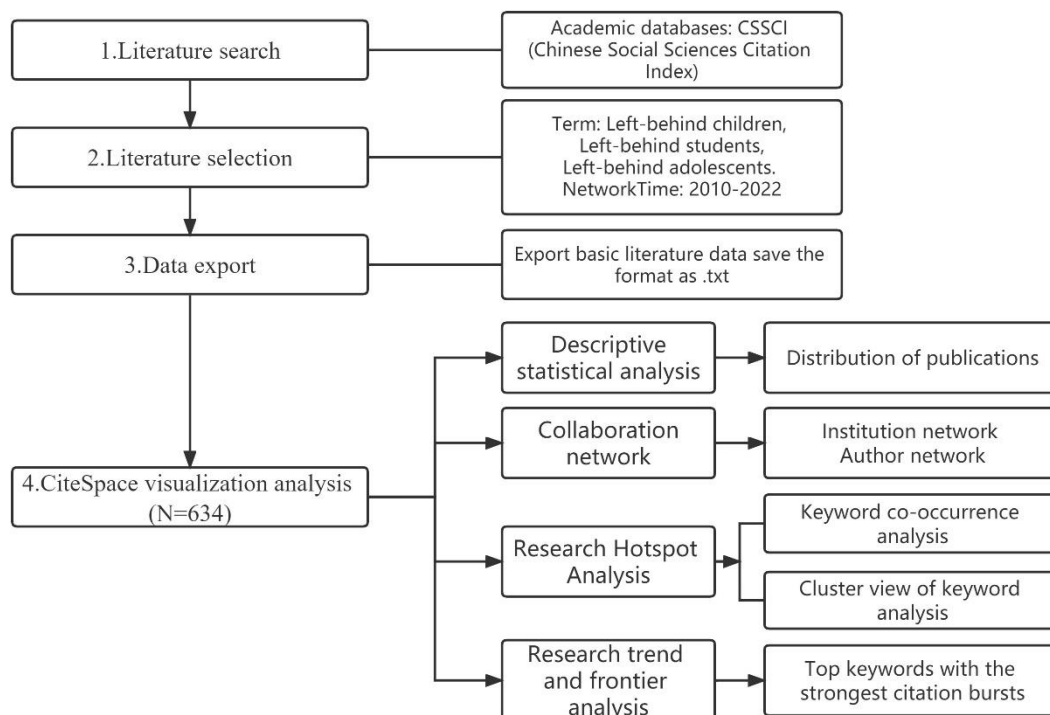 1.Literature search
Academic databases: CSSCI
(Chinese Social Sciences Citation
Index)
2.Literature selection
Term: Left-behind children,
Left-behind students,
Left-behind adolescents.
NetworkTime: 2010-2022
3.Data export
Export basic literature data save the
format as .txt
4.CiteSpace visualization analysis
(N=634)
Descriptive
statistical analysis
Distribution of publications
Collaboration
network
Institution network
Author network
Research Hotspot
Analysis
Keyword co-occurrence
analysis
Cluster view of keyword
analysis
Research trend
and frontier
analysis
Top keywords with the
strongest citation bursts